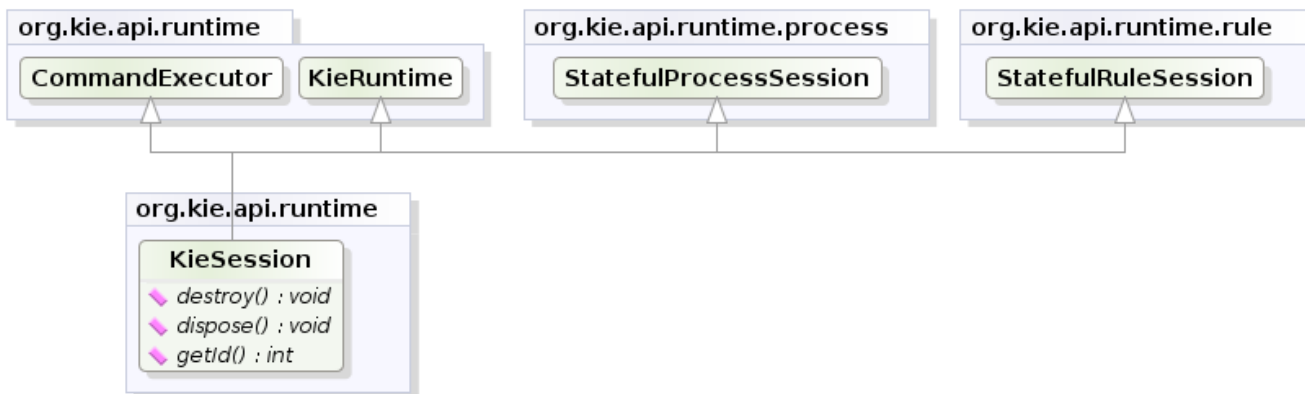 org.kie.api.runtime
CommandExecutor
KieRuntime
org.kie.api.runtime.process
StatefulProcessSession
org.kie.api.runtime.rule
StatefulRuleSession
org.kie.api.runtime
KieSession
destroy() : void
dispose() : void
getId() : int